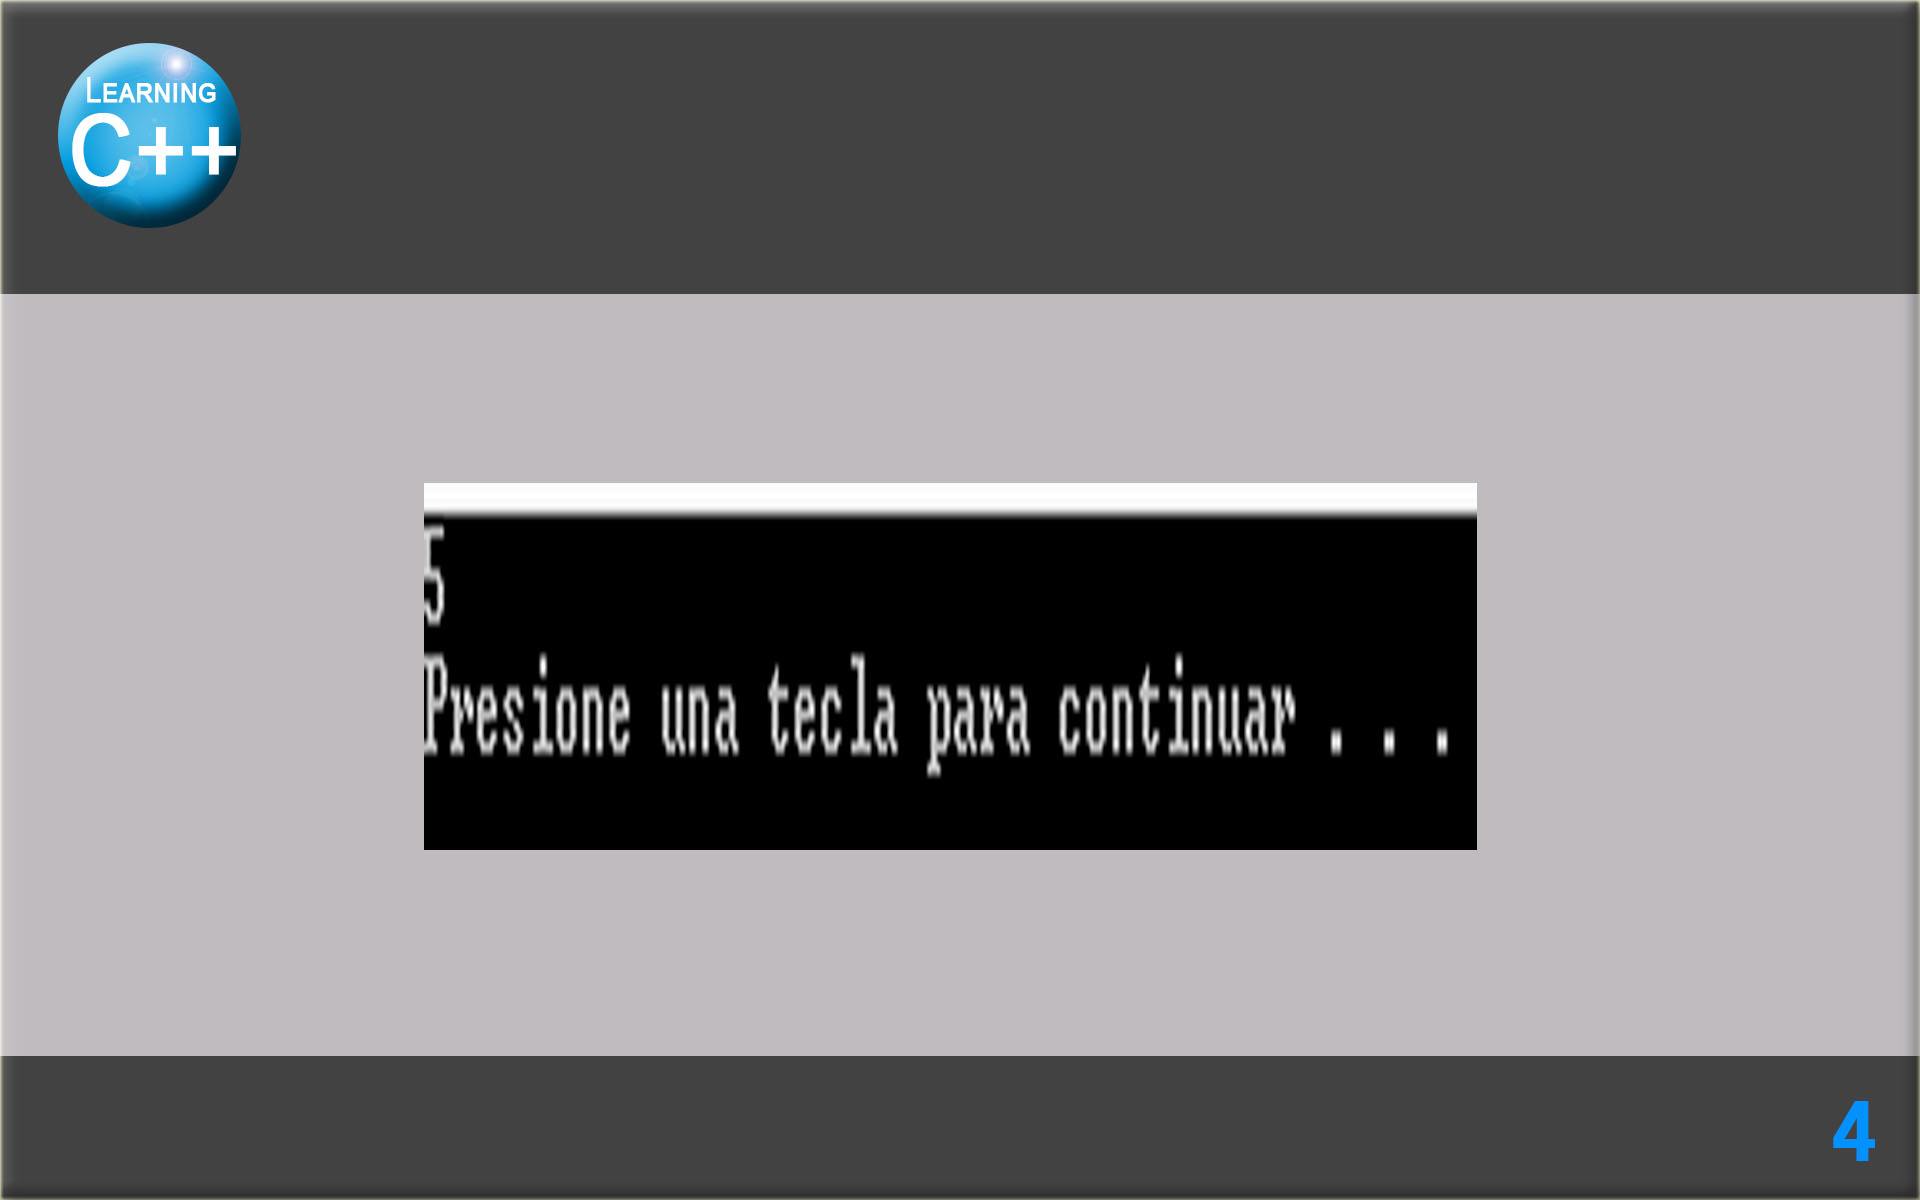 LEARNING
C++
5
Presione una tecla para continuar . . .
4